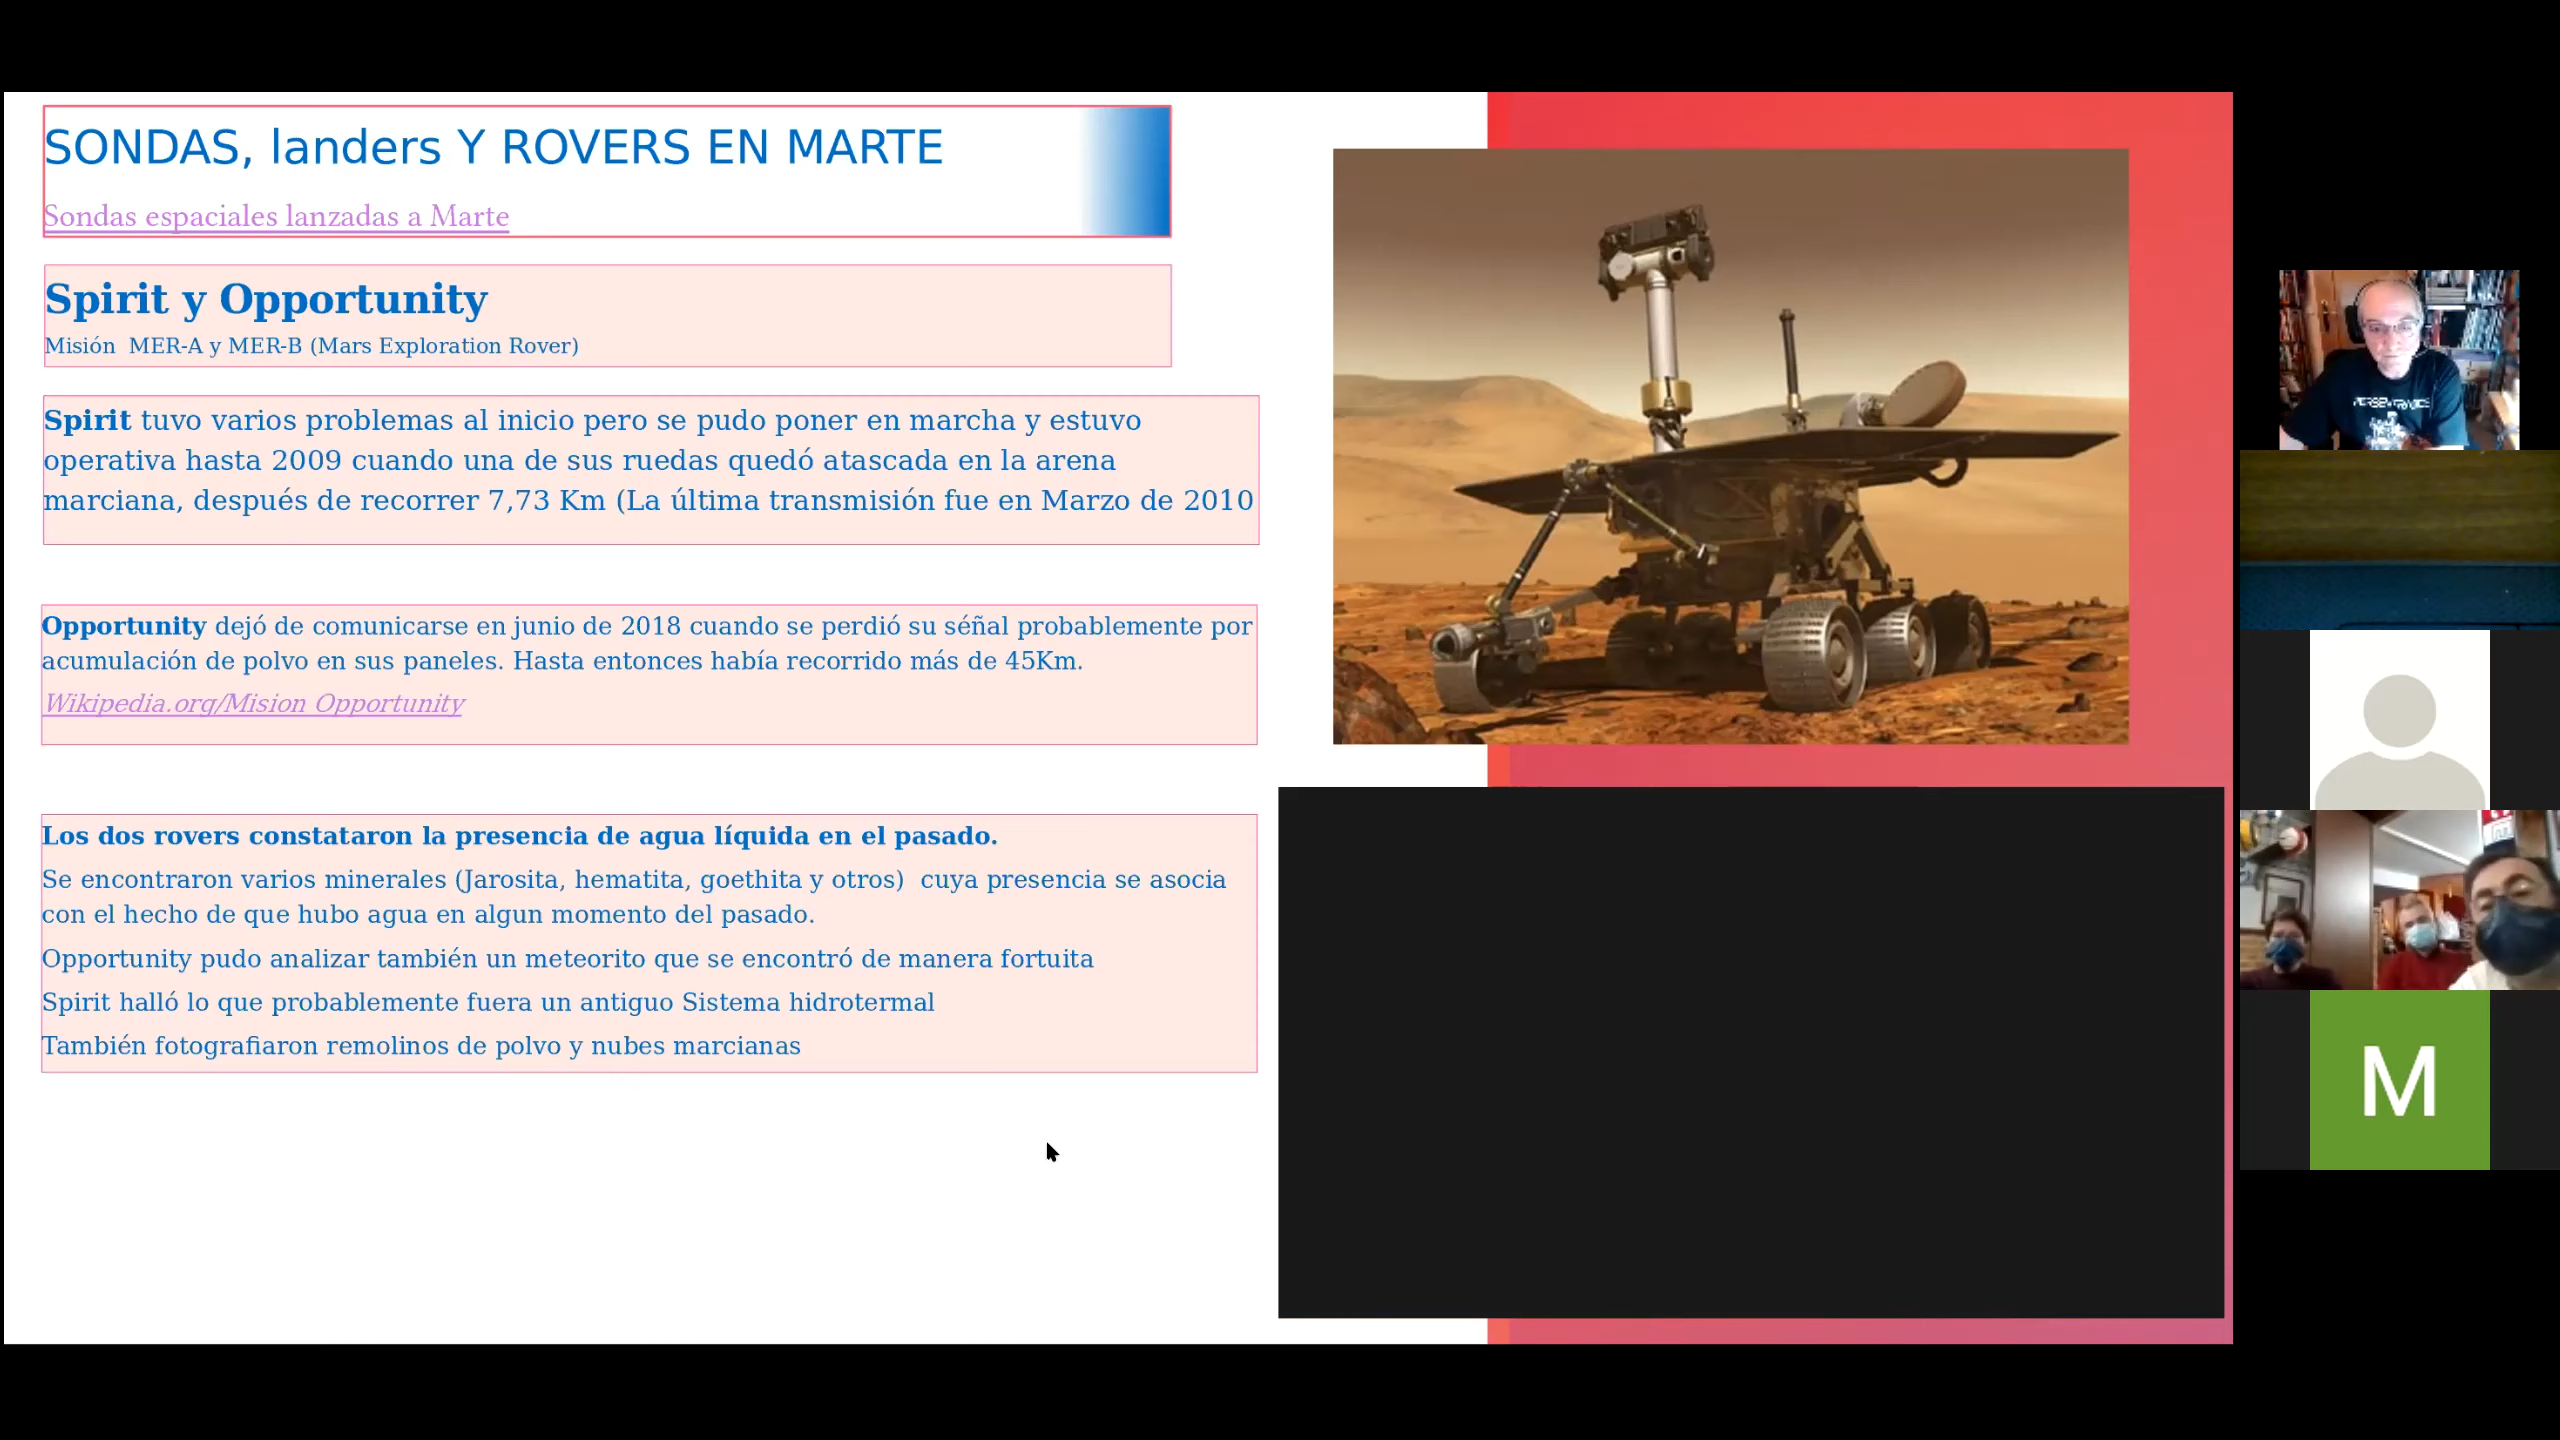 SONDAS, landers Y ROVERS EN MARTE
Sondas espaciales lanzadas a Marte
Spirit y Opportunity
Misión  MER-A y MER-B (Mars Exploration Rover)
Spirit tuvo varios problemas al inicio pero se pudo poner en marcha y estuvo
operativa hasta 2009 cuando una de sus ruedas quedó atascada en la arena
marciana, después de recorrer 7,73 Km (La última transmisión fue en Marzo de 2010
Opportunity dejó de comunicarse en junio de 2018 cuando se perdió su séñal probablemente por
acumulación de polvo en sus paneles. Hasta entonces había recorrido más de 45Km.
Wikipedia.org/Mision Opportunity
Los dos rovers constataron la presencia de agua líquida en el pasado.
Se encontraron varios minerales (Jarosita, hematita, goethita y otros)  cuya presencia se asocia
con el hecho de que hubo agua en algun momento del pasado.
Opportunity pudo analizar también un meteorito que se encontró de manera fortuita
Spirit halló lo que probablemente fuera un antiguo Sistema hidrotermal
También fotografiaron remolinos de polvo y nubes marcianas
M